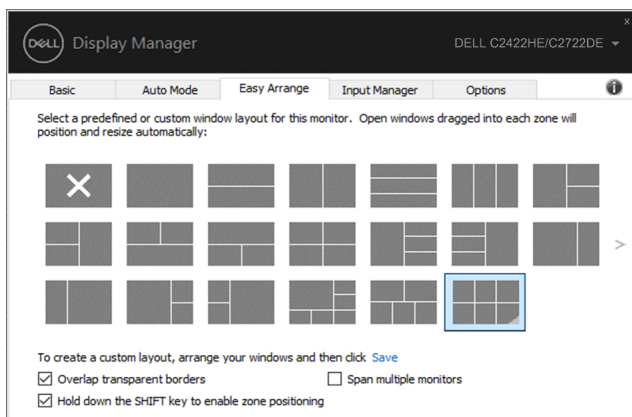 DELL Display Manager DELL C2422HE/C2722DE x
Basic Auto Mode Easy Arrange Input Manager Options i
Select a predefined or custom window layout for this monitor. Open windows dragged into each zone will
position and resize automatically:
>
To create a custom layout, arrange your windows and then click Save
Overlap transparent borders Span multiple monitors
Hold down the SHIFT key to enable zone positioning